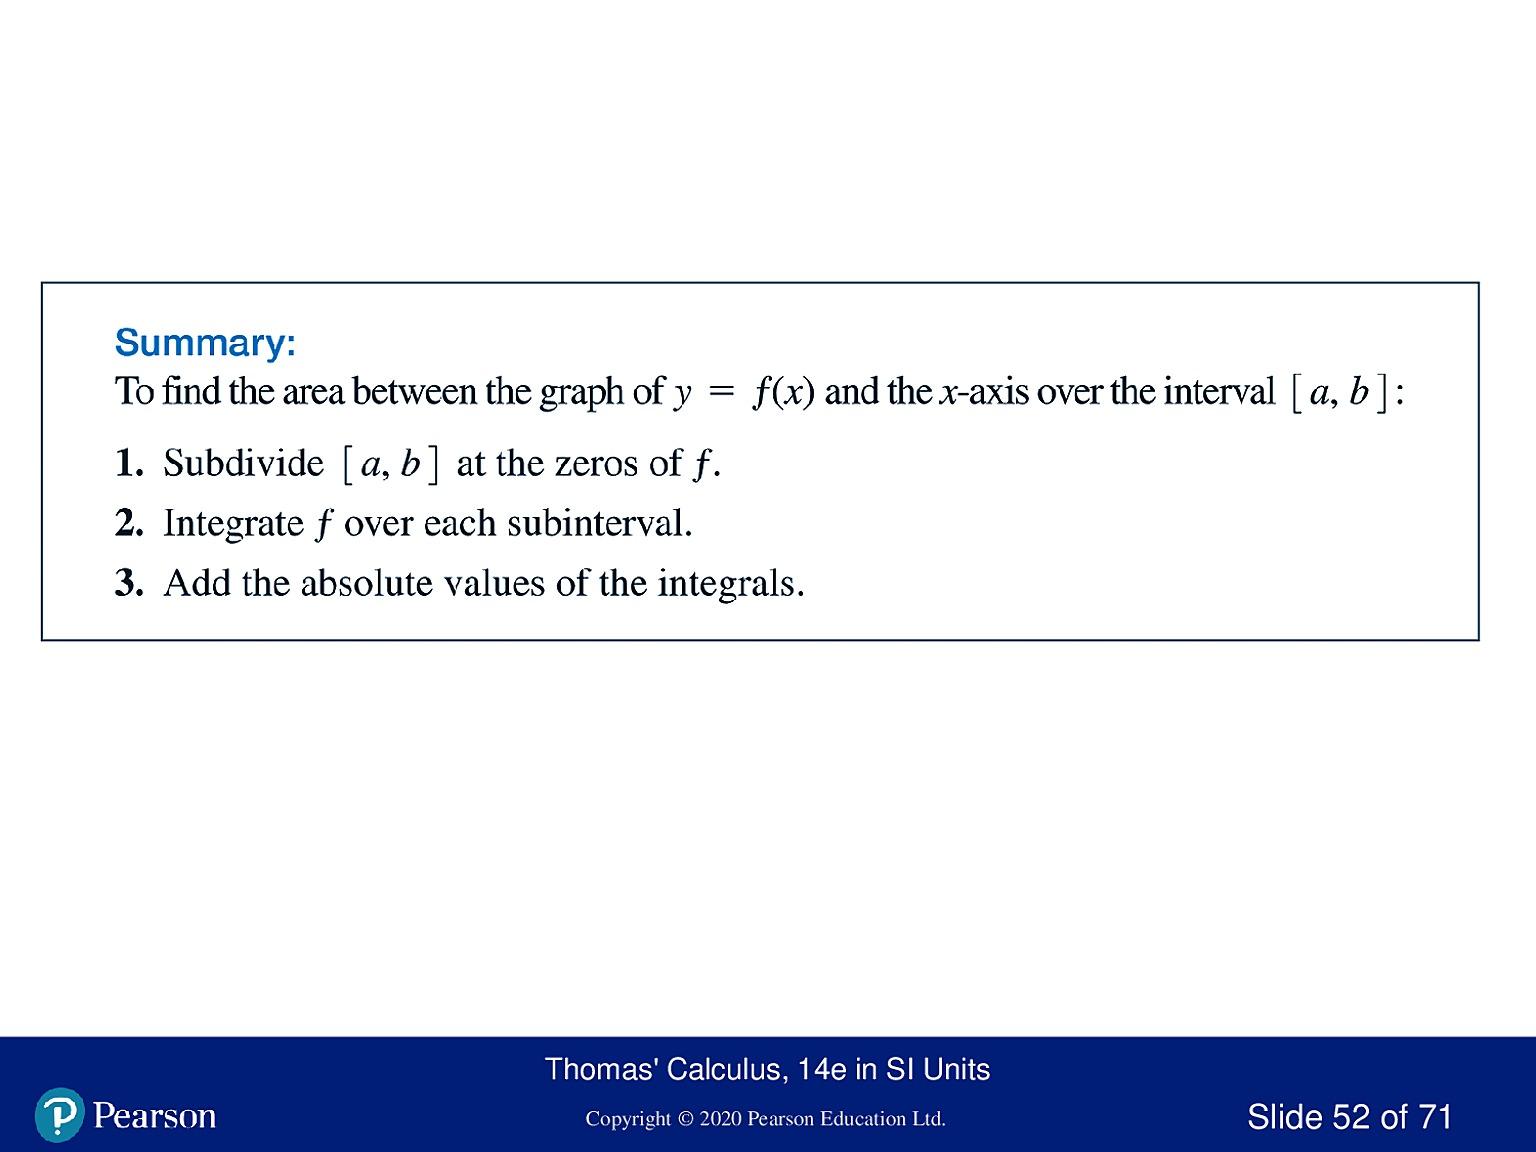 Summary:
To find the area between the graph of y = f(x) and the x-axis over the interval [a, b]:
1. Subdivide [a, b] at the zeros of f.
2. Integrate f over each subinterval.
3. Add the absolute values of the integrals.
Thomas' Calculus, 14e in SI Units
Pearson
Copyright © 2020 Pearson Education Ltd.
Slide 52 of 71